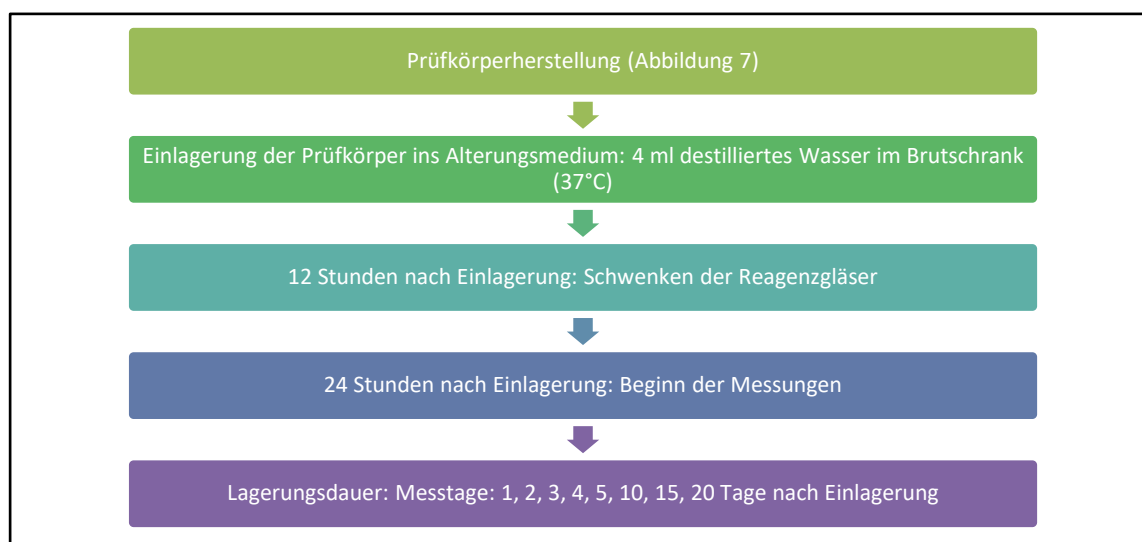 Prüfkörperherstellung (Abbildung 7)
Einlagerung der Prüfkörper ins Alterungsmedium: 4 ml destilliertes Wasser im Brutschrank
(37°C)
12 Stunden nach Einlagerung: Schwenken der Reagenzgläser
24 Stunden nach Einlagerung: Beginn der Messungen
Lagerungsdauer: Messtage: 1, 2, 3, 4, 5, 10, 15, 20 Tage nach Einlagerung